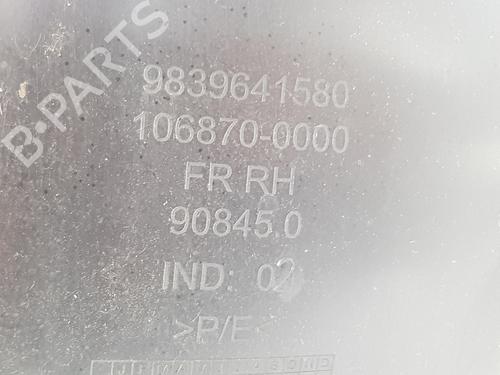 B-PARTS
9839641580
106870-0000
FR RH
90845.0
IND: 02
>P/E<